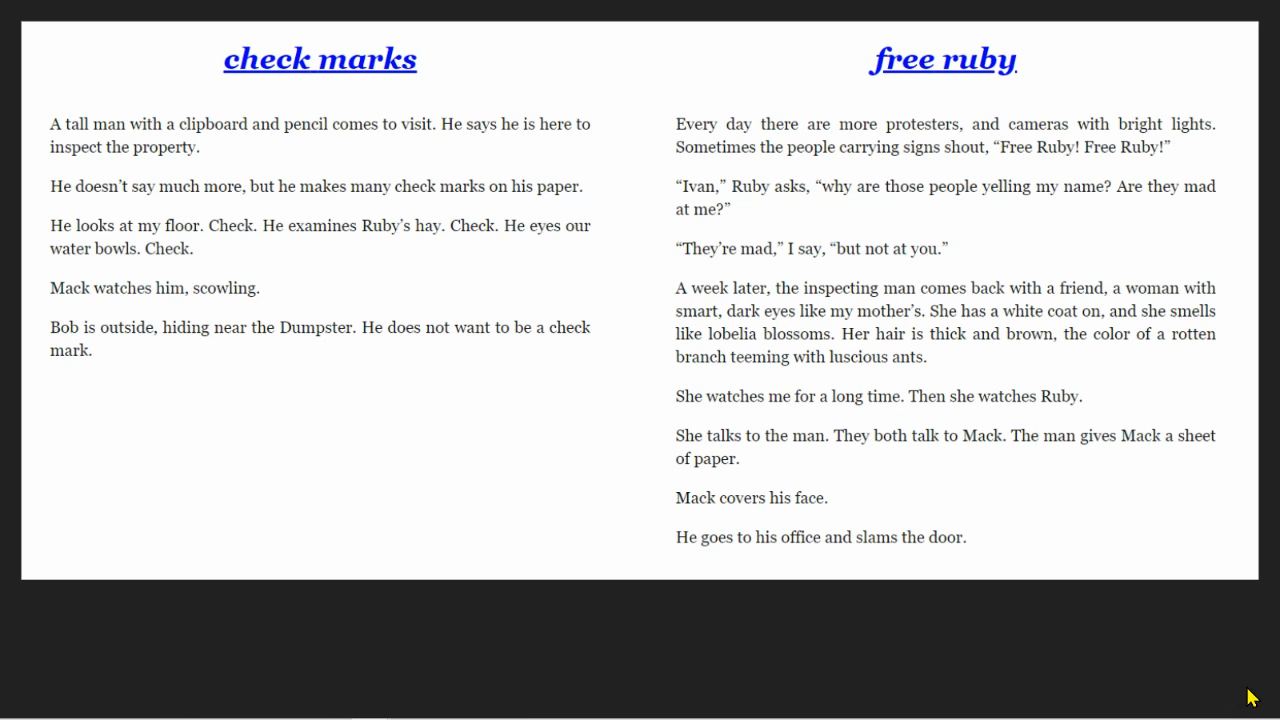 check marks
A tall man with a clipboard and pencil comes to visit. He says he is here to
inspect the property.
He doesn’t say much more, but he makes many check marks on his paper.
He looks at my floor. Check. He examines Ruby’s hay. Check. He eyes our
water bowls. Check.
Mack watches him, scowling.
Bob is outside, hiding near the Dumpster. He does not want to be a check
mark.
free ruby
Every day there are more protesters, and cameras with bright lights.
Sometimes the people carrying signs shout, “Free Ruby! Free Ruby!”
“Ivan,” Ruby asks, “why are those people yelling my name? Are they mad
at me?”
“They’re mad,” I say, “but not at you.”
A week later, the inspecting man comes back with a friend, a woman with
smart, dark eyes like my mother’s. She has a white coat on, and she smells
like lobelia blossoms. Her hair is thick and brown, the color of a rotten
branch teeming with luscious ants.
She watches me for a long time. Then she watches Ruby.
She talks to the man. They both talk to Mack. The man gives Mack a sheet
of paper.
Mack covers his face.
He goes to his office and slams the door.